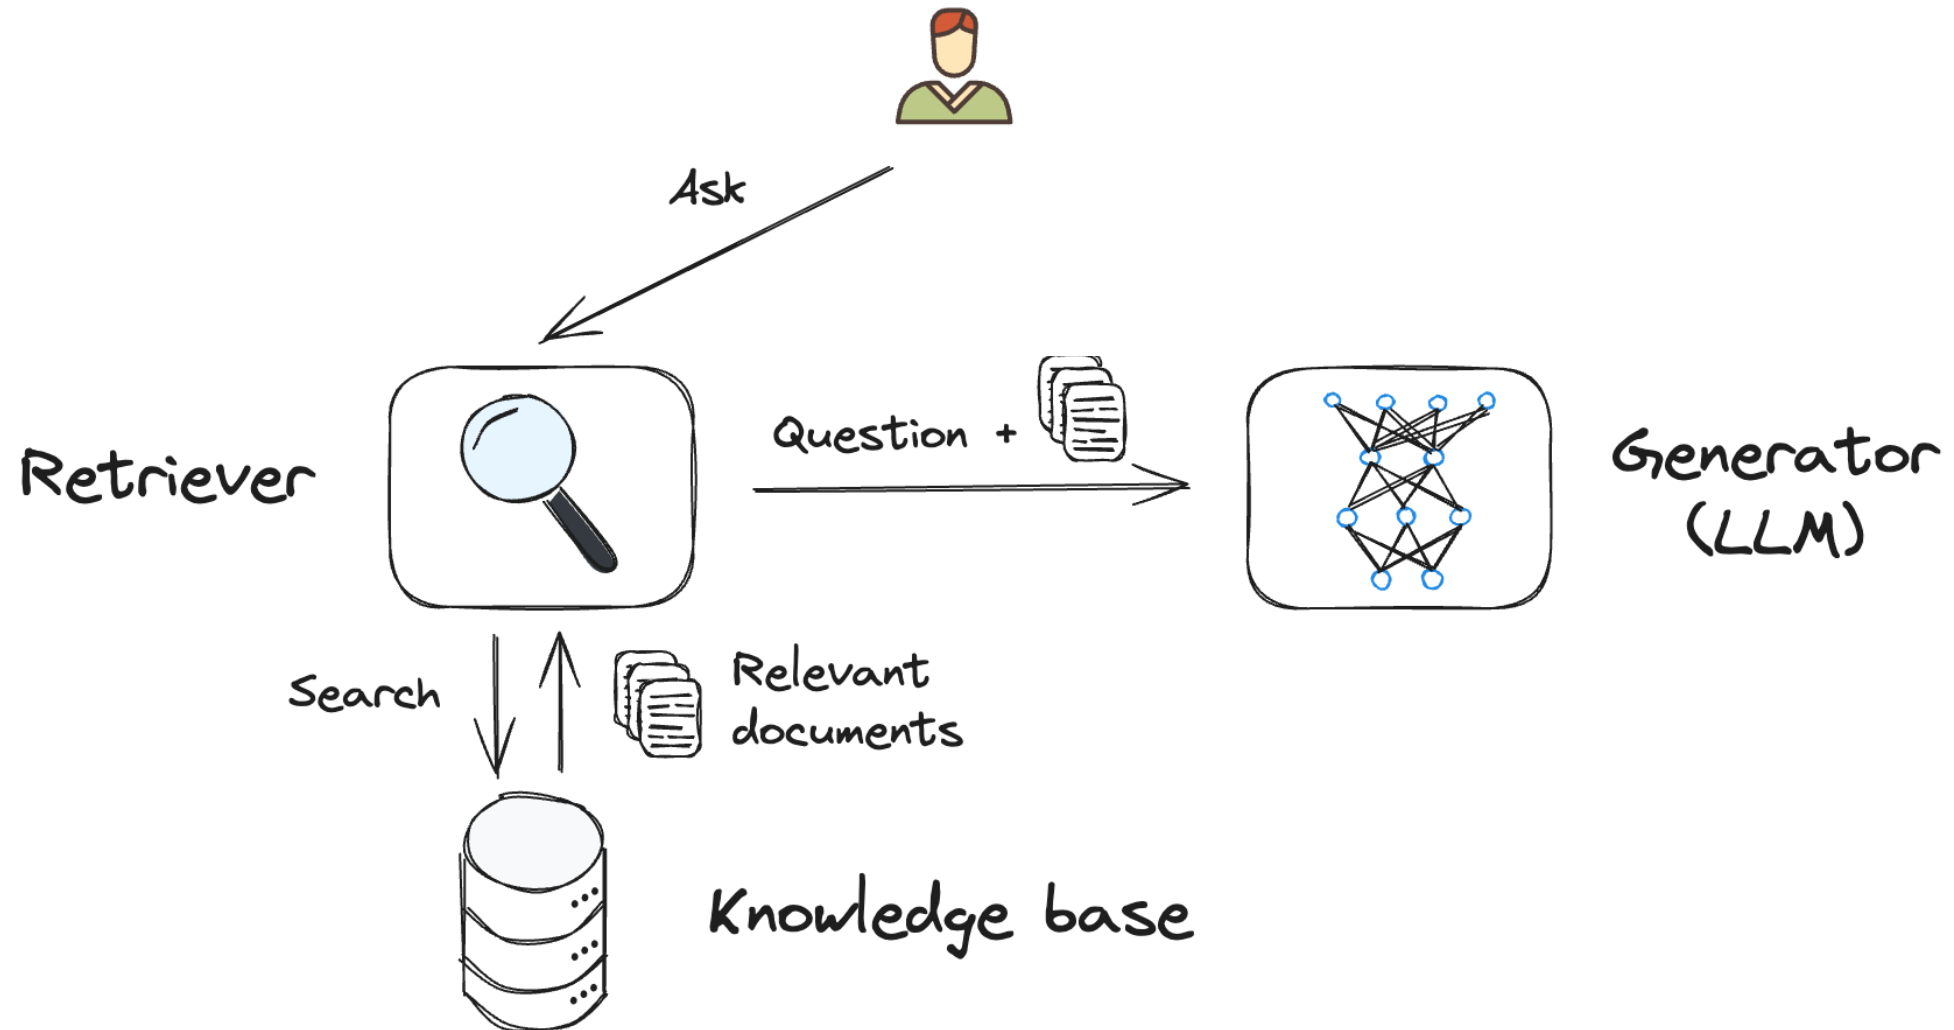 Ask
Retriever
Question +
Generator
(LLM)
Search
Relevant
documents
Knowledge base